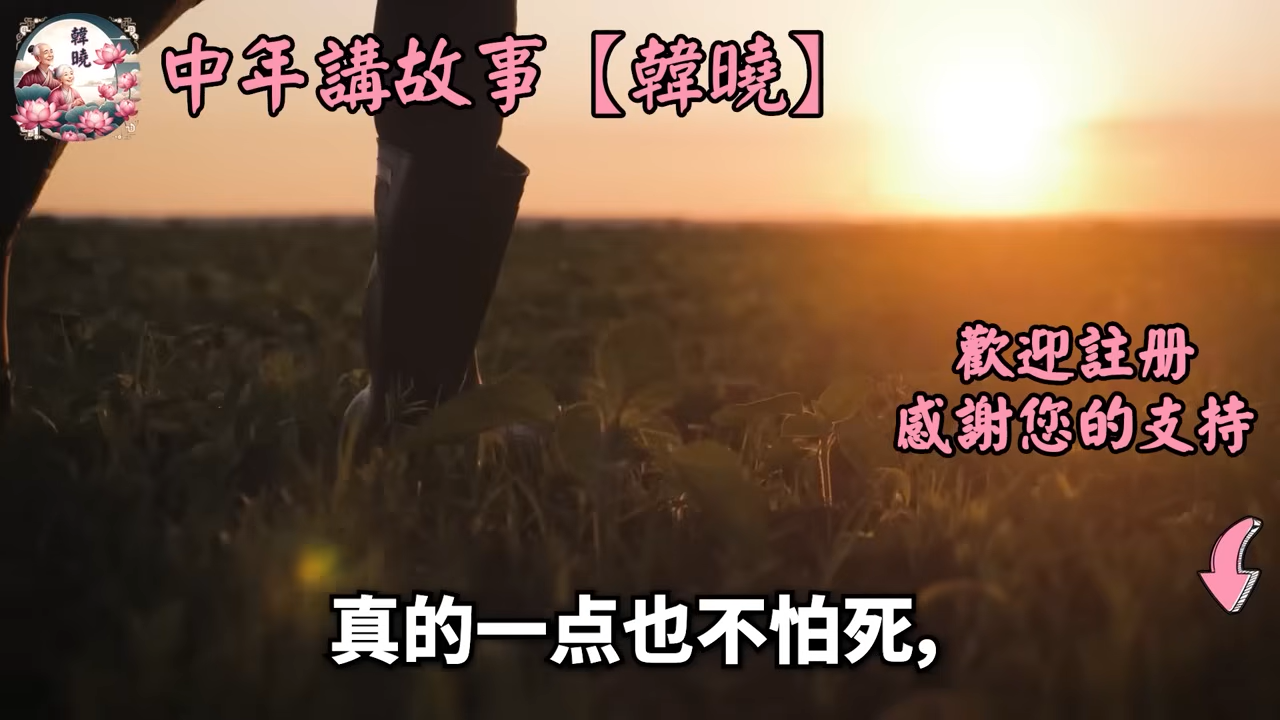 韓
曉
中年講故事【韓曉】
歡迎註册
感謝您的支持
真的一点也不怕死,